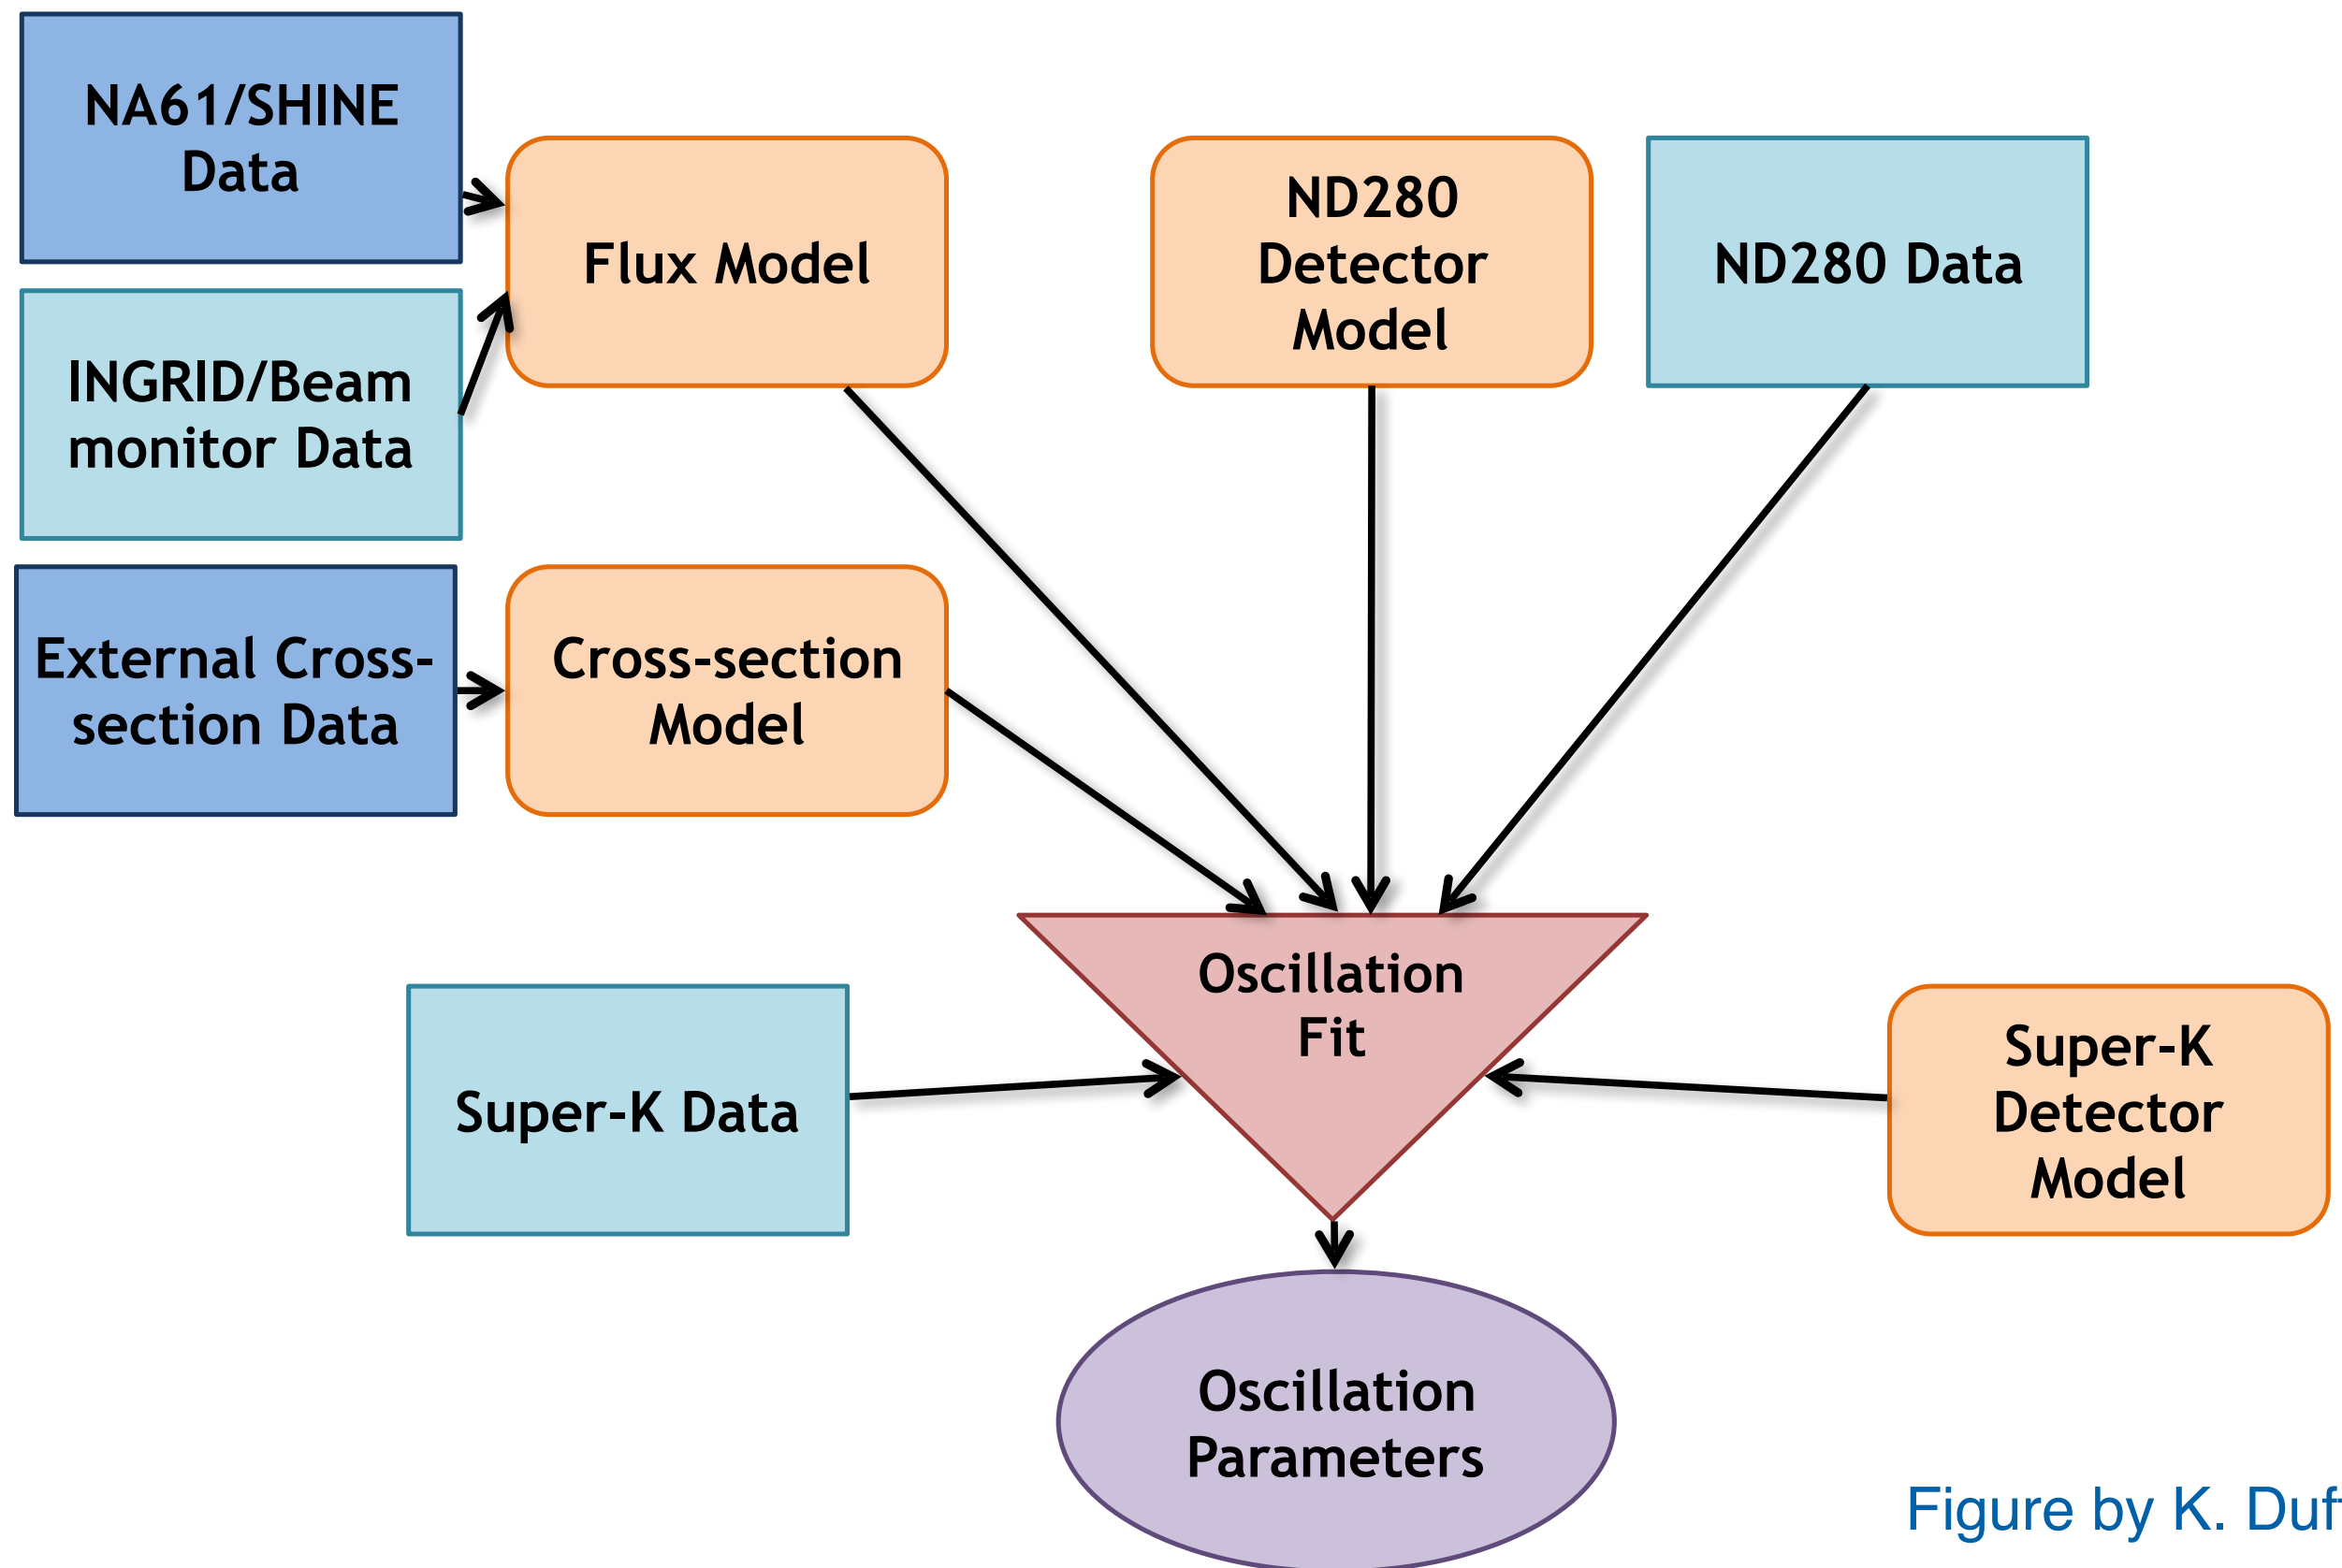 NA61/SHINE
Data
Flux Model
ND280
Detector
Model
ND280 Data
INGRID/Beam
monitor Data
External Cross-
section Data
Cross-section
Model
Oscillation
Fit
Super-K Data
Super-K
Detector
Model
Oscillation
Parameters
Figure by K.